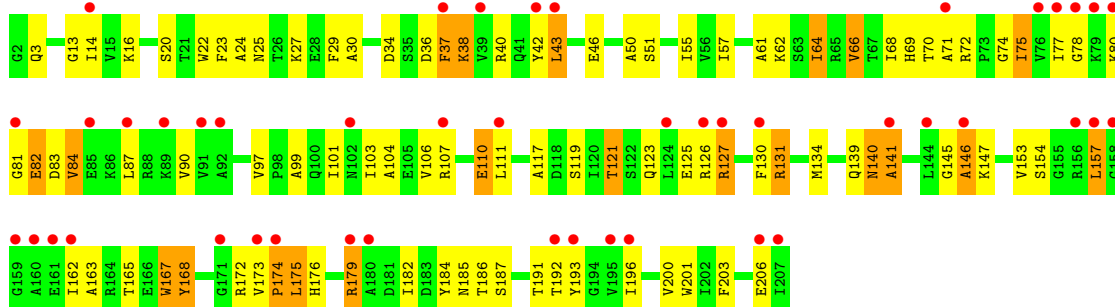 G2 Q3 G13 I14 V15 K16 S20 T21 W22 F23 A24 N25 T26 K27 E28 F29 A30 D34 S35 D36 F37 K38 V39 R40 Q41 Y42 L43 E46 A50 S51 I55 V56 I57 A61 K62 S63 I64 R65 V66 T67 I68 H69 T70 A71 R72 P73 G74 I75 V76 I77 G78 K79
G81 E82 D83 V84 E85 K86 L87 R88 K89 V90 V91 A92 V97 P98 A99 Q100 I101 N102 I103 A104 E105 V106 R107 E110 L111 A117 D118 S119 I120 T121 S122 Q123 L124 E125 R126 R127 F130 R131 M134 Q139 N140 A141 L144 G145 A146 K147 V153 S154 G155 R156 L157
G159 A160 E161 I162 A163 R164 T165 E166 W167 Y168 G171 R172 V173 P174 L175 H176 R179 A180 D181 I182 D183 Y184 N185 T186 S187 T191 T192 Y193 G194 V195 I196 V200 W201 I202 F203 E206 I207